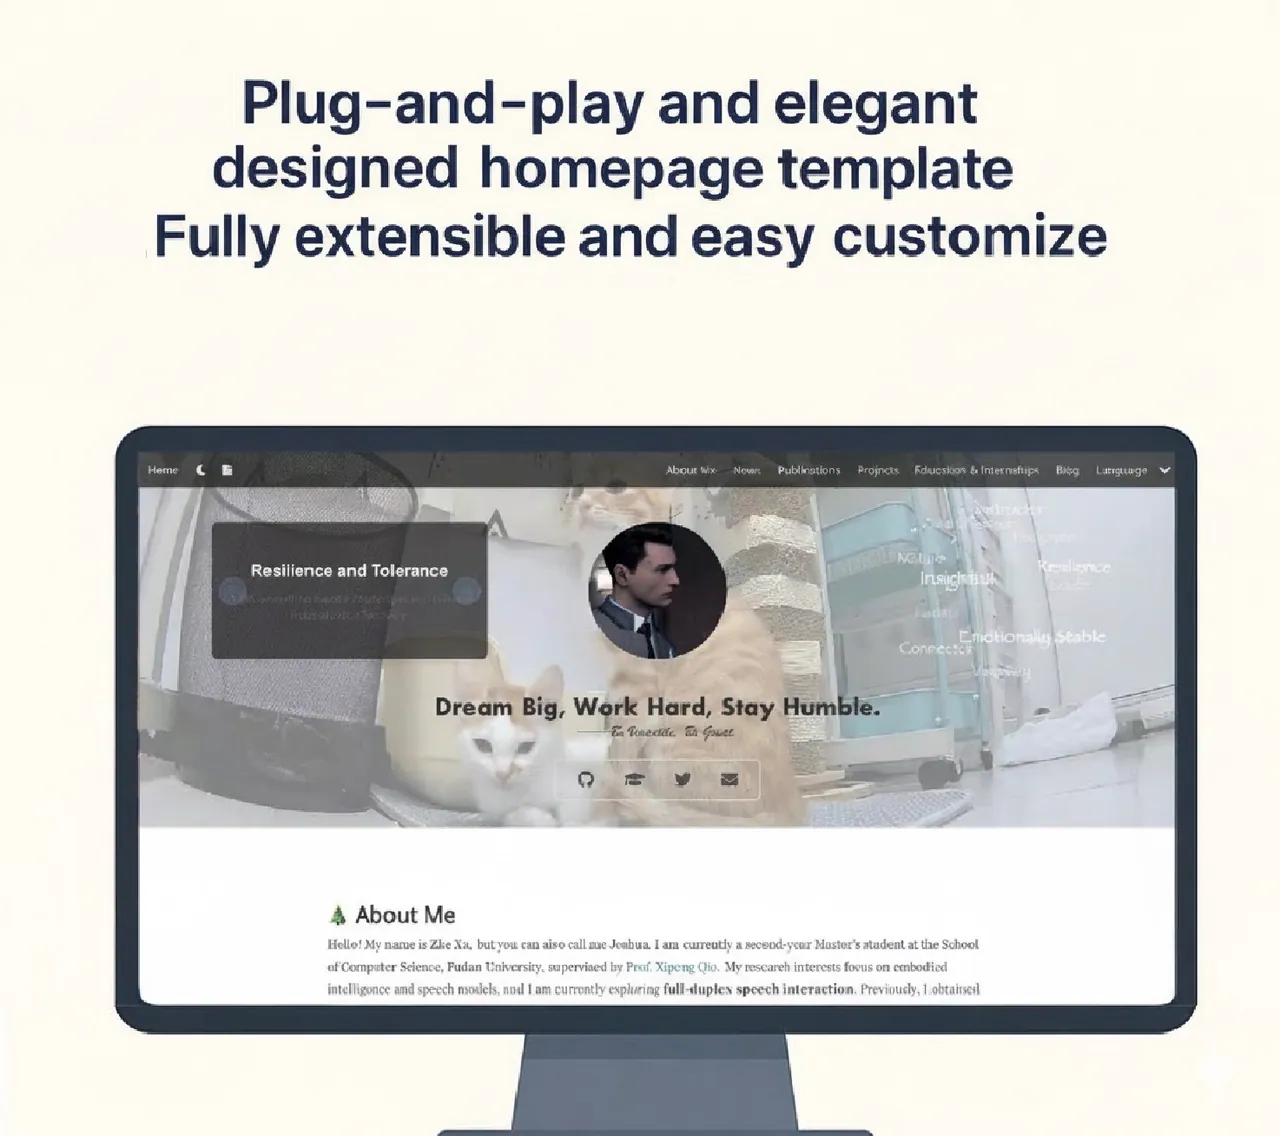 Plug-and-play and elegant
designed homepage template
Fully extensible and easy customize
Home
About Me News Publications Projects Education & Internships Blog Language
Resilience and Tolerance
Resilience
Insightful
Emotionally Stable
Dream Big, Work Hard, Stay Humble.
About Me
Hello! My name is Zke Xa, but you can also call me Joshua. I am currently a second-year Master's student at the School
of Computer Science, Fudan University, supervised by Prof. Xipeng Qio. My research interests focus on embodied
intelligence and speech models, and I am currently exploring full-duplex speech interaction. Previously, I obtained